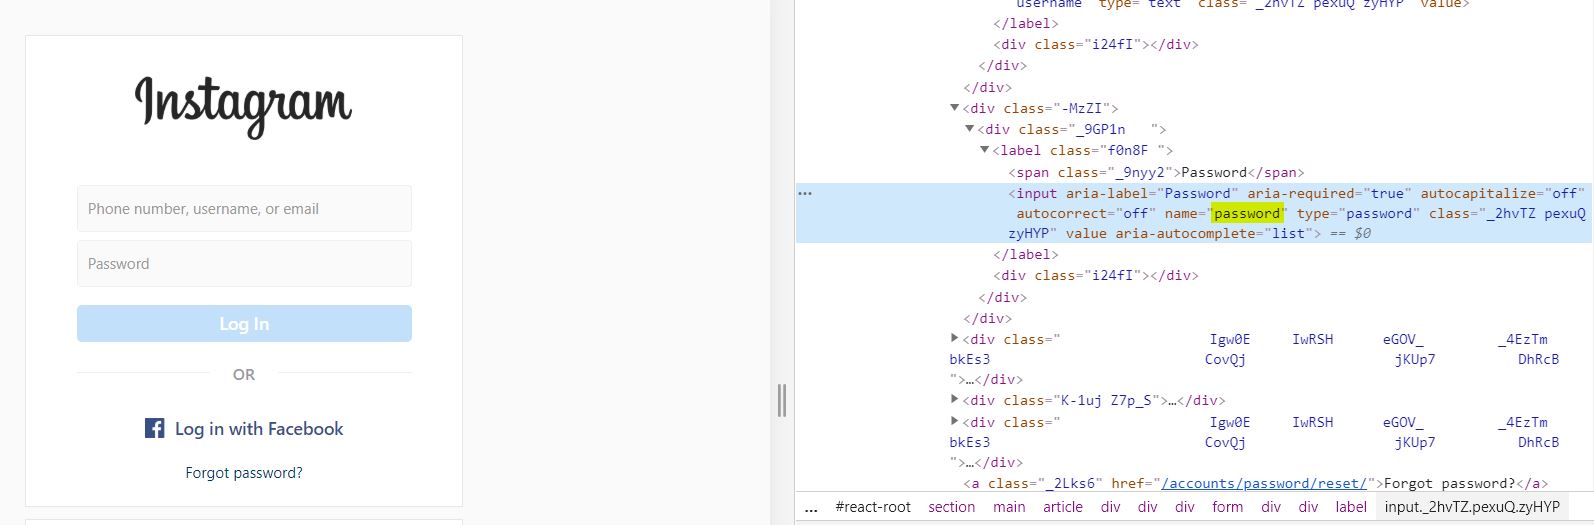 Instagram
Phone number, username, or email
Password
Log In
OR
Log in with Facebook
Forgot password?
username" type="text" class="_2hvTZ pexuQ zyHYP" value>
</label>
<div class="i24fI"></div>
</div>
</div>
<div class="-MzZI">
<div class="_9GP1n   ">
<label class="f0n8F ">
<span class="_9nyy2">Password</span>
… <input aria-label="Password" aria-required="true" autocapitalize="off"
autocorrect="off" name="password" type="password" class="_2hvTZ pexuQ
zyHYP" value aria-autocomplete="list"> == $0
</label>
<div class="i24fI"></div>
</div>
</div>
<div class=" Igw0E IwRSH eGOV_ _4EzTm
bkEs3 CovQj jKUp7 DhRcB
">…</div>
<div class="K-1uj Z7p_S">…</div>
<div class=" Igw0E IwRSH eGOV_ _4EzTm
bkEs3 CovQj jKUp7 DhRcB
">…</div>
<a class="_2Lks6" href="/accounts/password/reset/">Forgot password?</a>
… #react-root section main article div div div form div div label input._2hvTZ.pexuQ.zyHYP